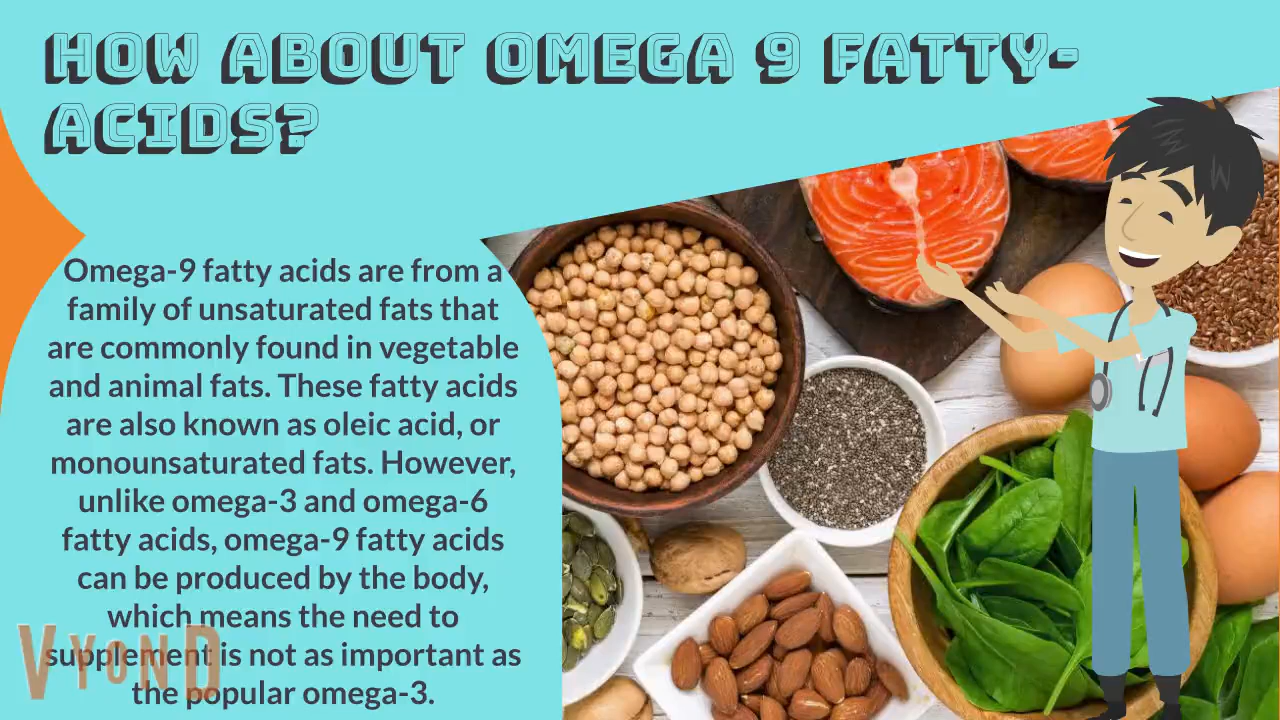 HOW ABOUT OMEGA 9 FATTY-
ACIDS?
Omega-9 fatty acids are from a
family of unsaturated fats that
are commonly found in vegetable
and animal fats. These fatty acids
are also known as oleic acid, or
monounsaturated fats. However,
unlike omega-3 and omega-6
fatty acids, omega-9 fatty acids
can be produced by the body,
which means the need to
supplement is not as important as
the popular omega-3.
VYOND